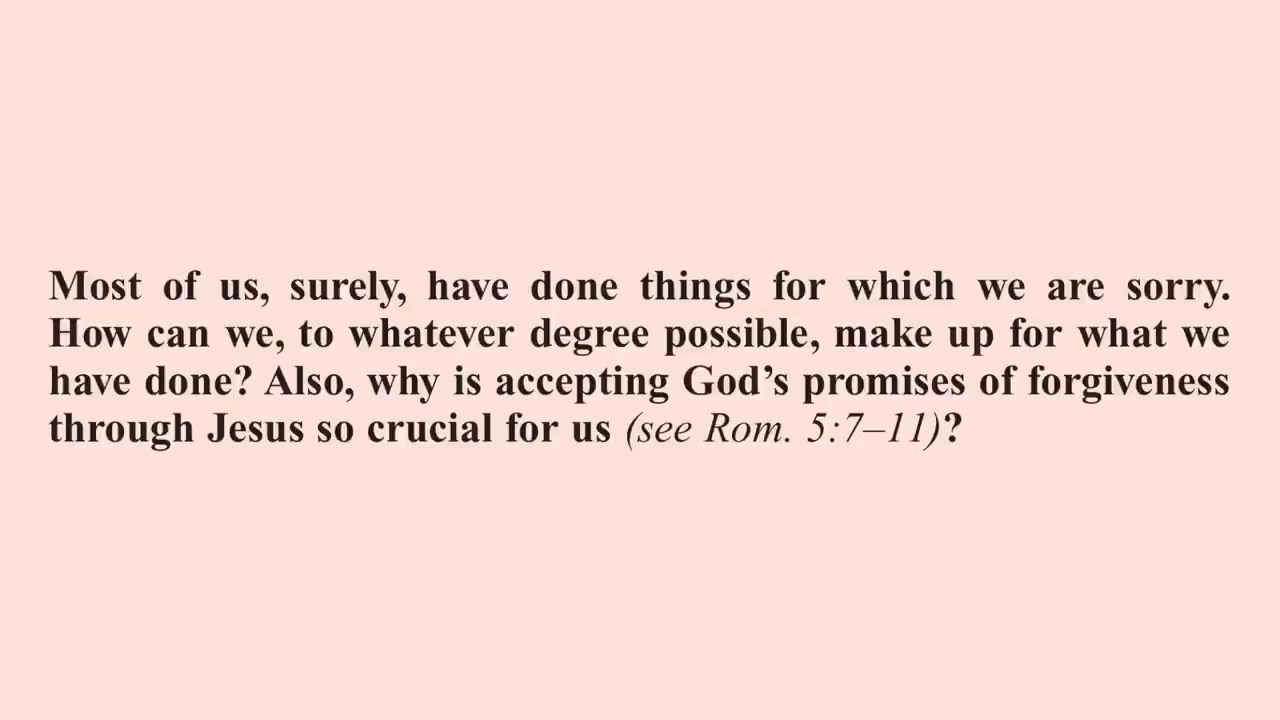 Most of us, surely, have done things for which we are sorry.
How can we, to whatever degree possible, make up for what we
have done? Also, why is accepting God’s promises of forgiveness
through Jesus so crucial for us (see Rom. 5:7–11)?